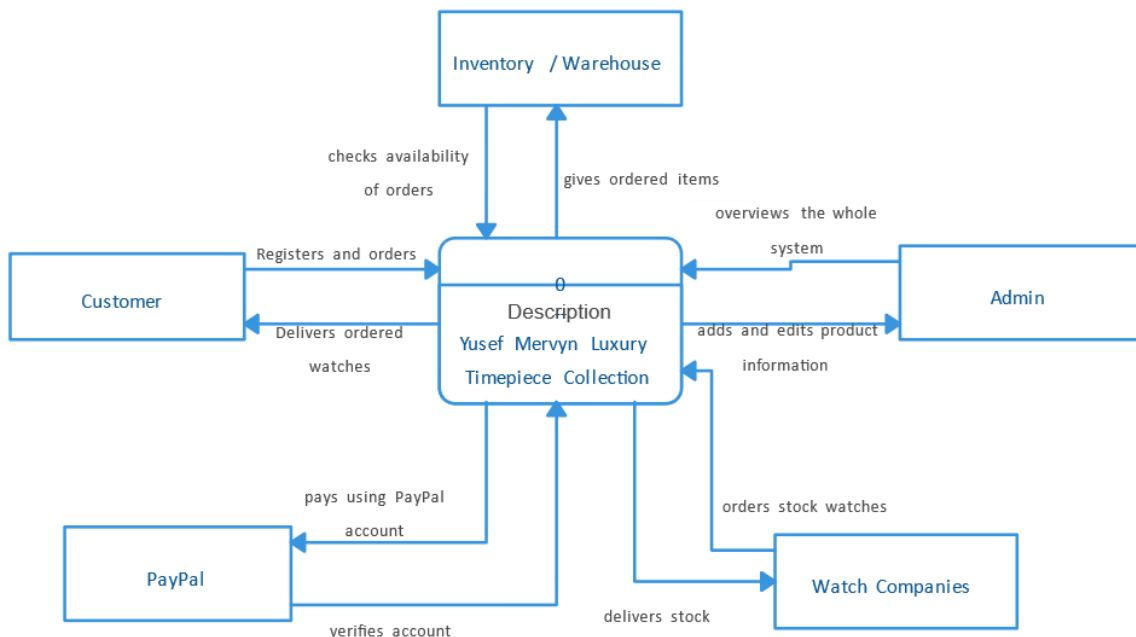 Inventory / Warehouse
checks availability
of orders
gives ordered items
overviews the whole
system
Registers and orders
Customer
Admin
0
Description
Delivers ordered
watches
adds and edits product
information
Yusef Mervyn Luxury
Timepiece Collection
pays using PayPal
account
orders stock watches
PayPal
Watch Companies
delivers stock
verifies account